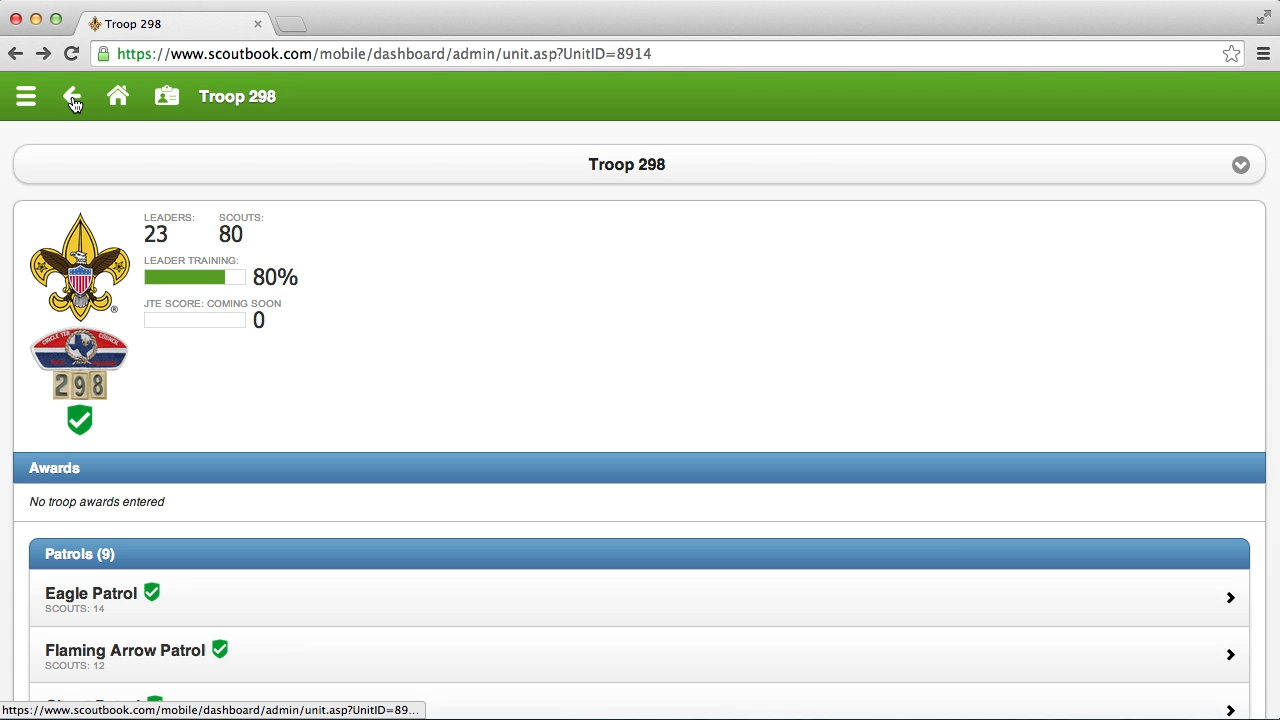 Troop 298
https://www.scoutbook.com/mobile/dashboard/admin/unit.asp?UnitID=8914
Troop 298
Troop 298
LEADERS: SCOUTS:
23 80
LEADER TRAINING:
80%
JTE SCORE: COMING SOON
0
CIRCLE TEN COUNCIL
298
Awards
No troop awards entered
Patrols (9)
Eagle Patrol
SCOUTS: 14
Flaming Arrow Patrol
SCOUTS: 12
https://www.scoutbook.com/mobile/dashboard/admin/unit.asp?UnitID=89...